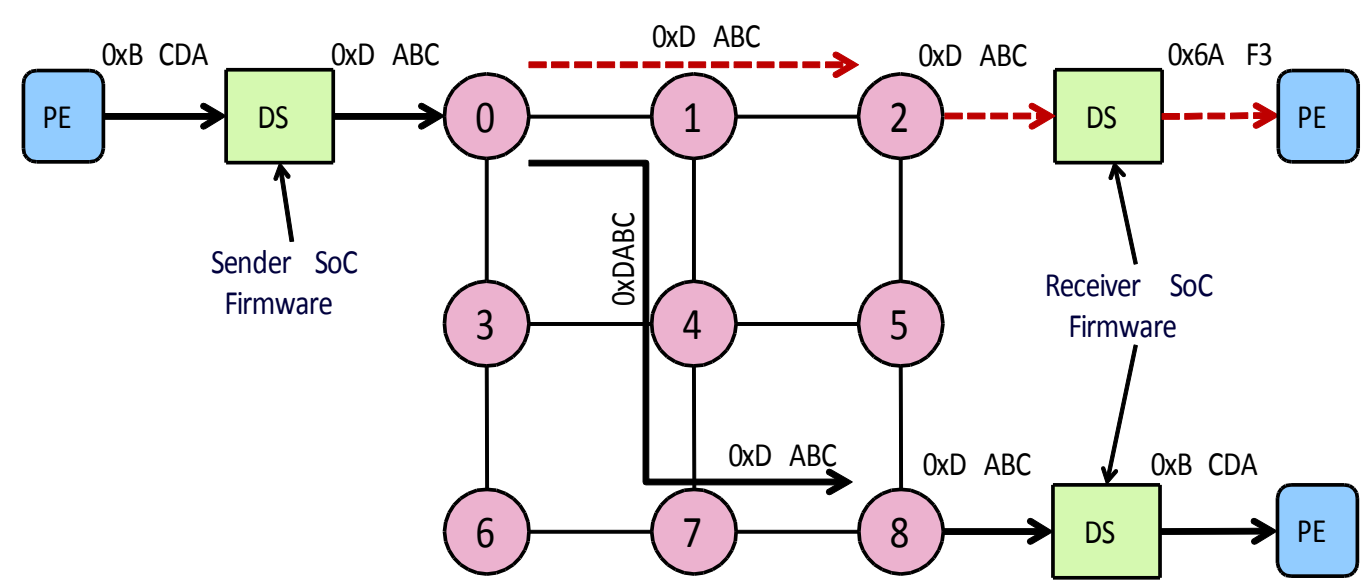 0xB CDA
0xD ABC
0xD ABC
0xD ABC
0x6A F3
PE
DS
0
1
2
DS
PE
0xDABC
Sender SoC
Firmware
3
4
5
Receiver SoC
Firmware
0xD ABC
0xD ABC
0xB CDA
6
7
8
DS
PE